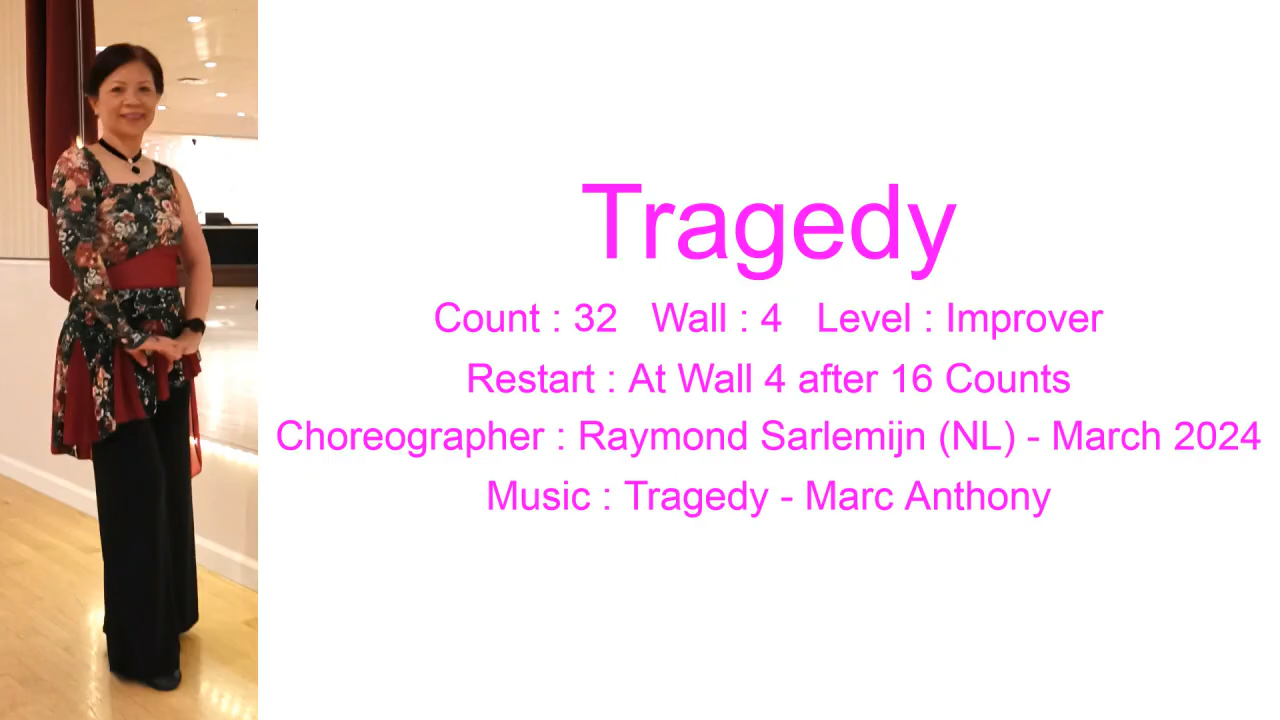 Tragedy
Count : 32 Wall : 4 Level : Improver
Restart : At Wall 4 after 16 Counts
Choreographer : Raymond Sarlemijn (NL) - March 2024
Music : Tragedy - Marc Anthony